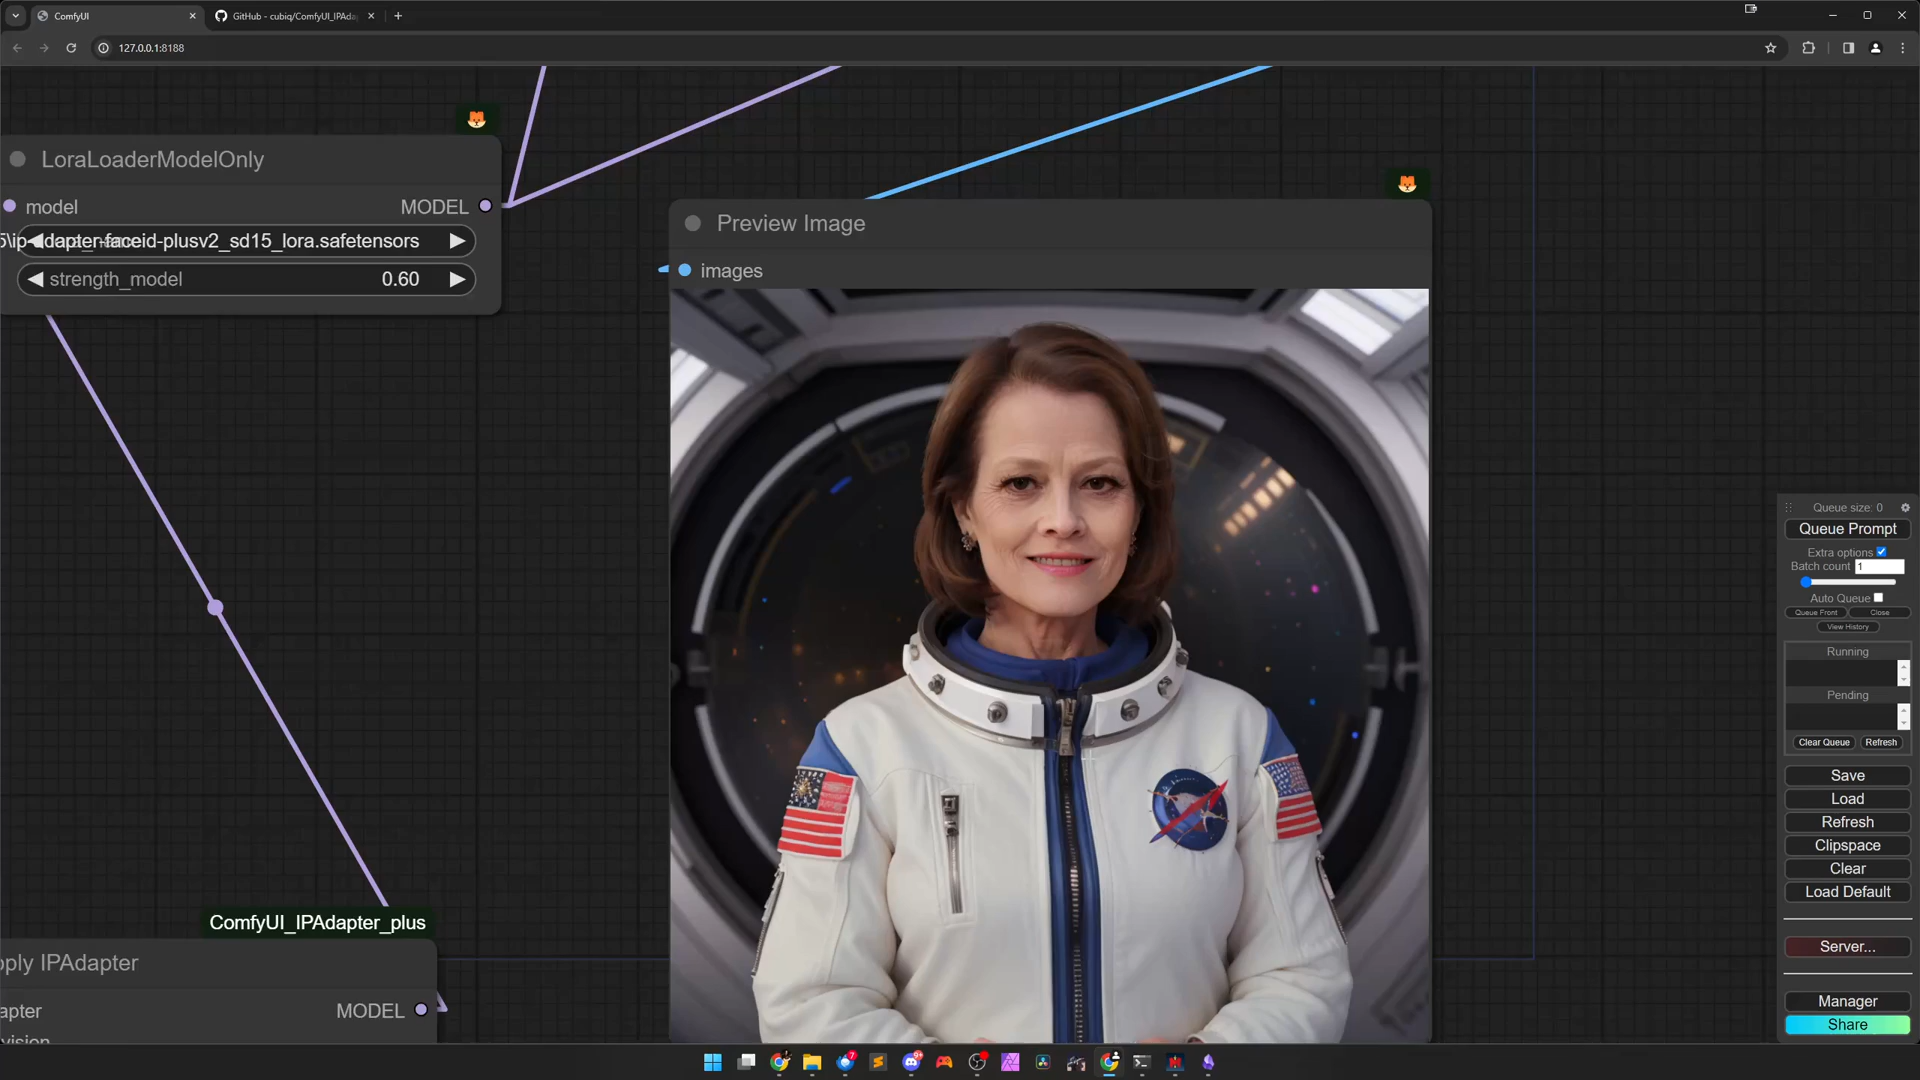 ComfyUI
GitHub - cubiq/ComfyUI_IPAda
127.0.0.1:8188
LoraLoaderModelOnly
model
MODEL
ip-adapter-faceid-plusv2_sd15_lora.safetensors
strength_model
0.60
Preview Image
images
ComfyUI_IPAdapter_plus
pply IPAdapter
apter
MODEL
vision
Queue size: 0
Queue Prompt
Extra options
Batch count 1
Auto Queue
Queue Front
Close
View History
Running
Pending
Clear Queue
Refresh
Save
Load
Refresh
Clipspace
Clear
Load Default
Server...
Manager
Share